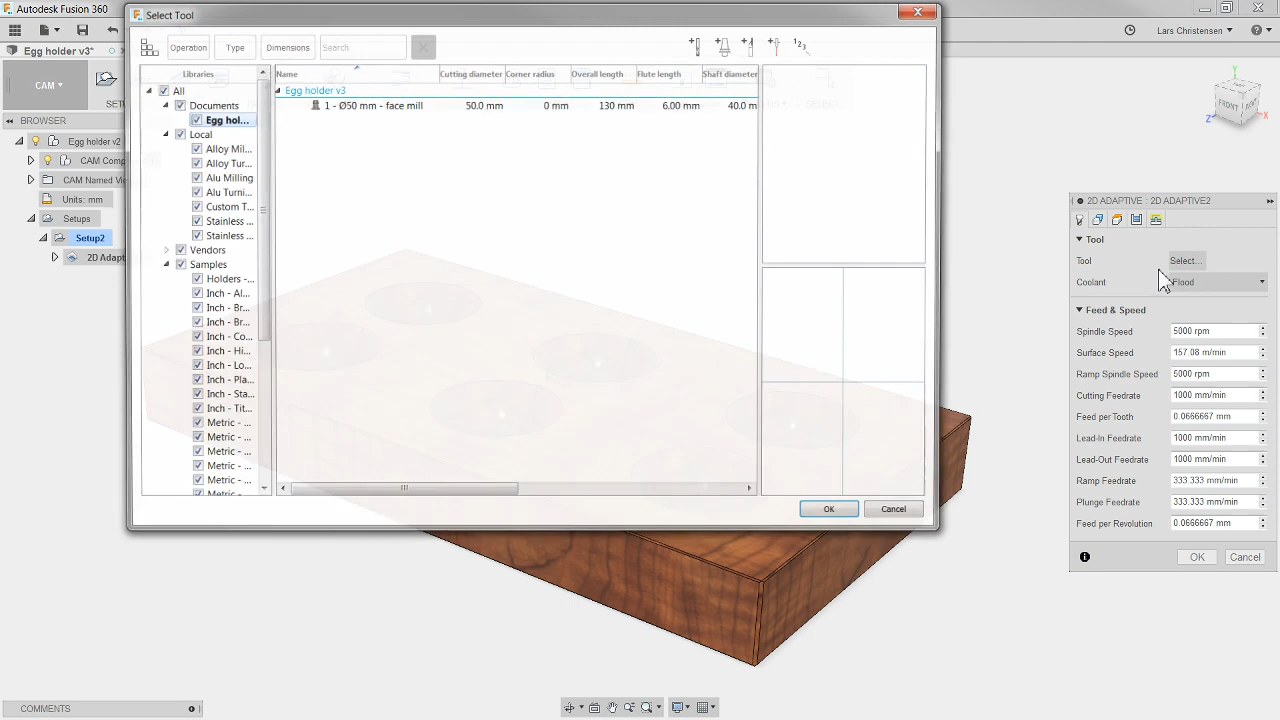 Autodesk Fusion 360
Lars Christensen
Egg holder v3*
CAM
SETU
BROWSER
Egg holder v2
CAM Comp
CAM Named Vi
Units: mm
Setups
Setup2
2D Adapt
COMMENTS
Select Tool
Operation
Type
Dimensions
Search
Libraries
Name
Cutting diameter
Corner radius
Overall length
Flute length
Shaft diameter
All
Documents
Egg hol...
Local
Alloy Mil...
Alloy Tur...
Alu Milling
Alu Turni...
Custom T...
Stainless ...
Stainless ...
Vendors
Samples
Holders -...
Inch - Al...
Inch - Br...
Inch - Br...
Inch - Co...
Inch - Hi...
Inch - Lo...
Inch - Pla...
Inch - Sta...
Inch - Tit...
Metric - ...
Metric - ...
Metric - ...
Metric - ...
Metric - ...
Metric - ...
Egg holder v3
1 - Ø50 mm - face mill 50.0 mm 0 mm 130 mm 6.00 mm 40.0 m
OK
Cancel
FRONT
2D ADAPTIVE : 2D ADAPTIVE2
Tool
Tool Select...
Coolant Flood
Feed & Speed
Spindle Speed 5000 rpm
Surface Speed 157.08 m/min
Ramp Spindle Speed 5000 rpm
Cutting Feedrate 1000 mm/min
Feed per Tooth 0.0666667 mm
Lead-In Feedrate 1000 mm/min
Lead-Out Feedrate 1000 mm/min
Ramp Feedrate 333.333 mm/min
Plunge Feedrate 333.333 mm/min
Feed per Revolution 0.0666667 mm
OK
Cancel